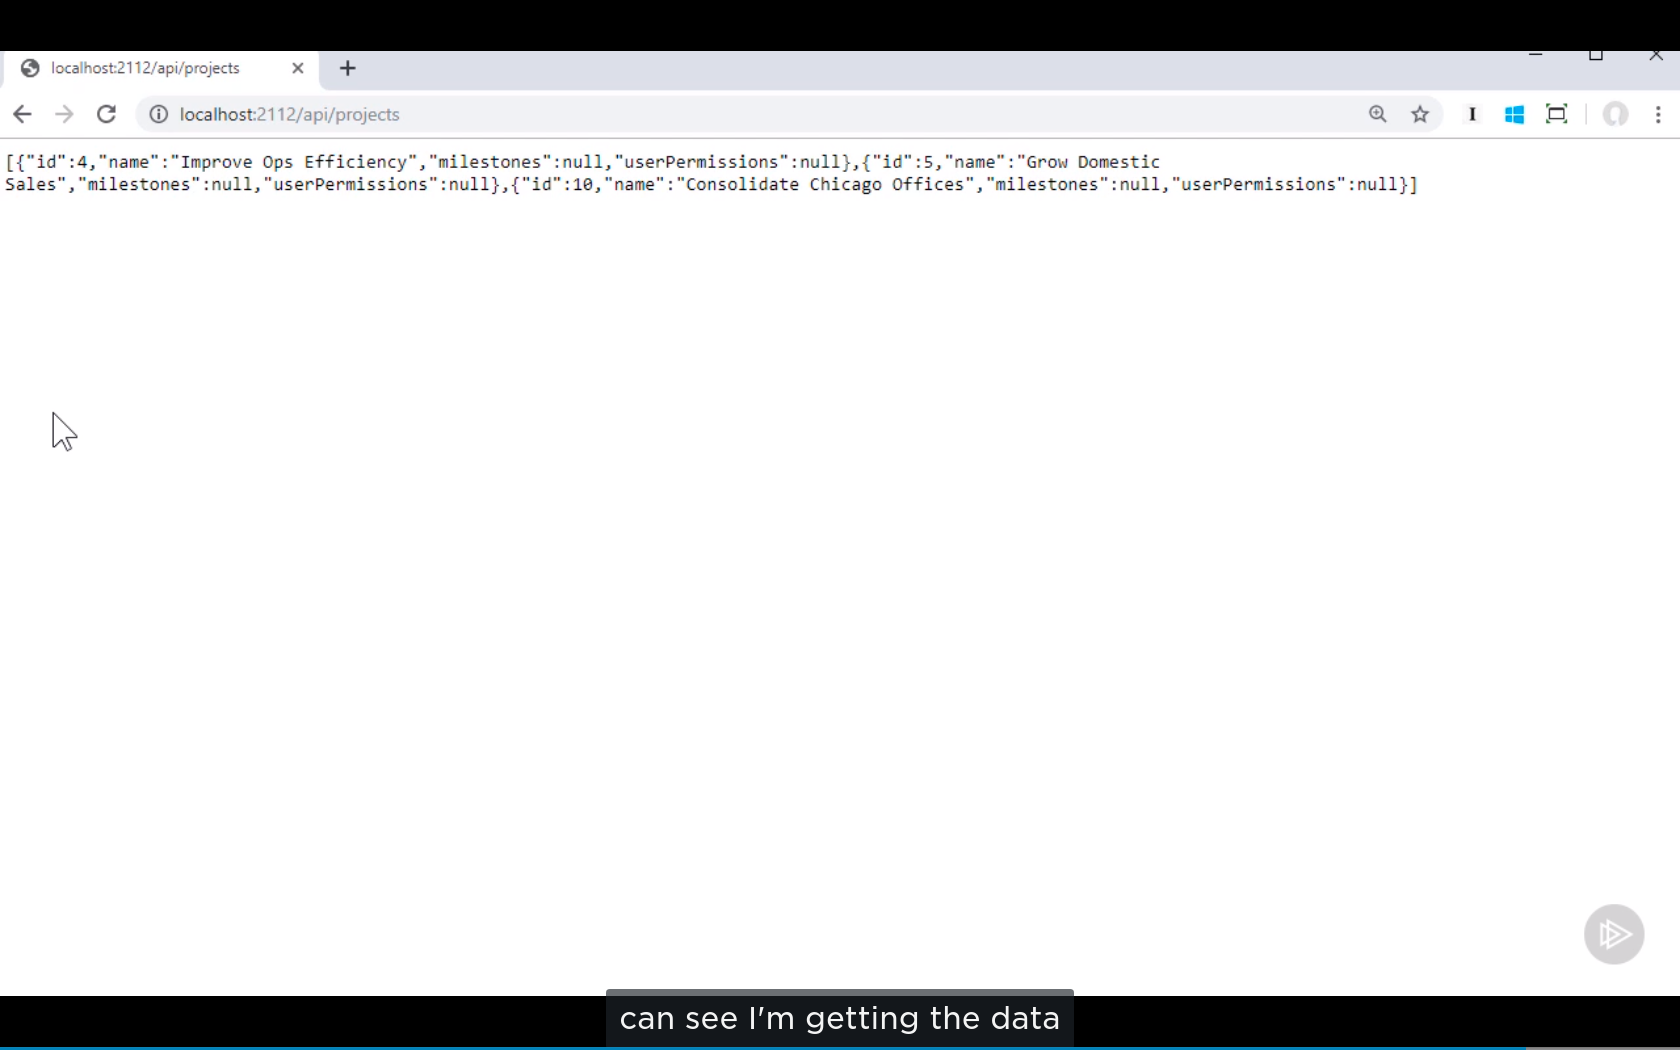 localhost:2112/api/projects
localhost:2112/api/projects
[{"id":4,"name":"Improve Ops Efficiency","milestones":null,"userPermissions":null},{"id":5,"name":"Grow Domestic
Sales","milestones":null,"userPermissions":null},{"id":10,"name":"Consolidate Chicago Offices","milestones":null,"userPermissions":null}]
can see I'm getting the data